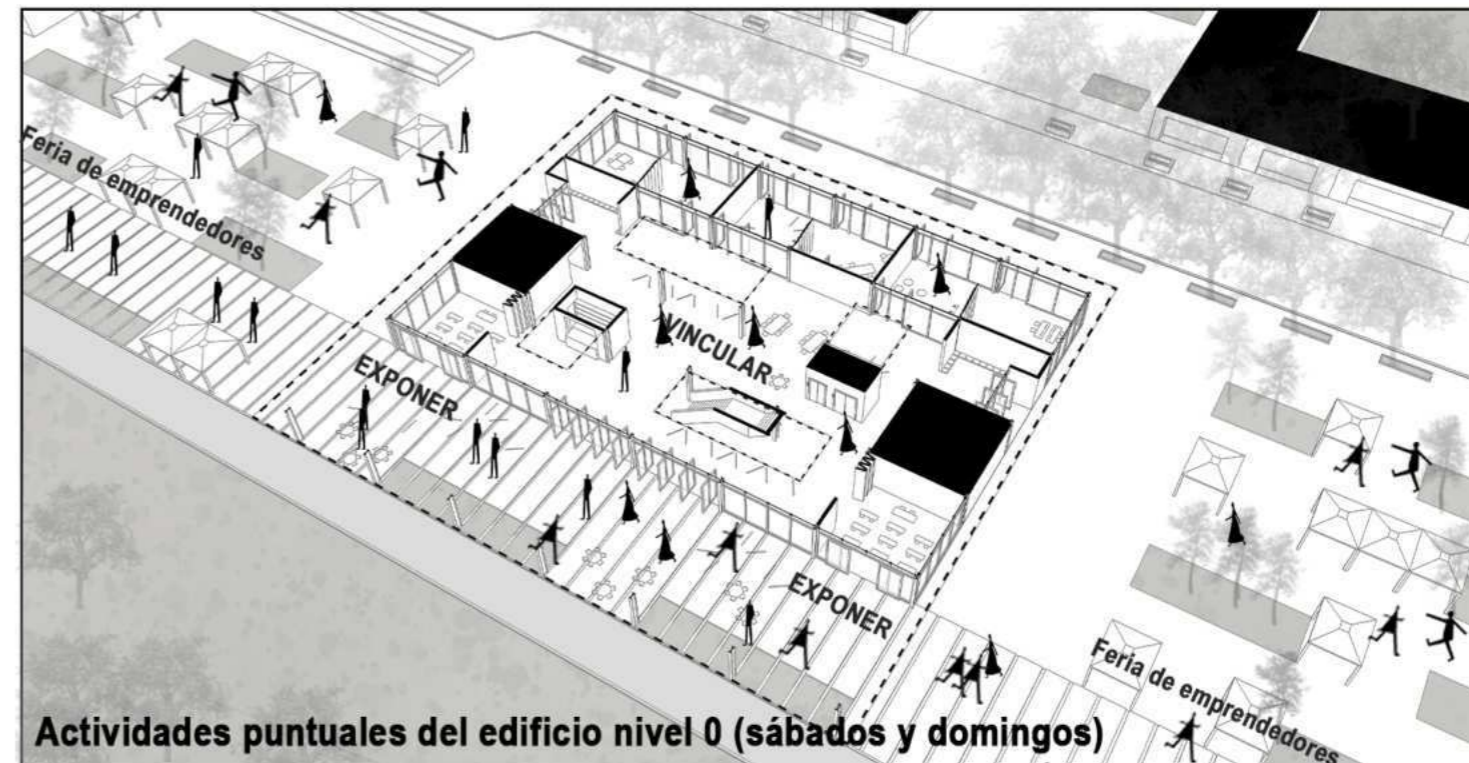 Feria de emprendedores
VINCULAR
EXPONER
EXPONER
Feria de emprendedores
Actividades puntuales del edificio nivel 0 (sábados y domingos)